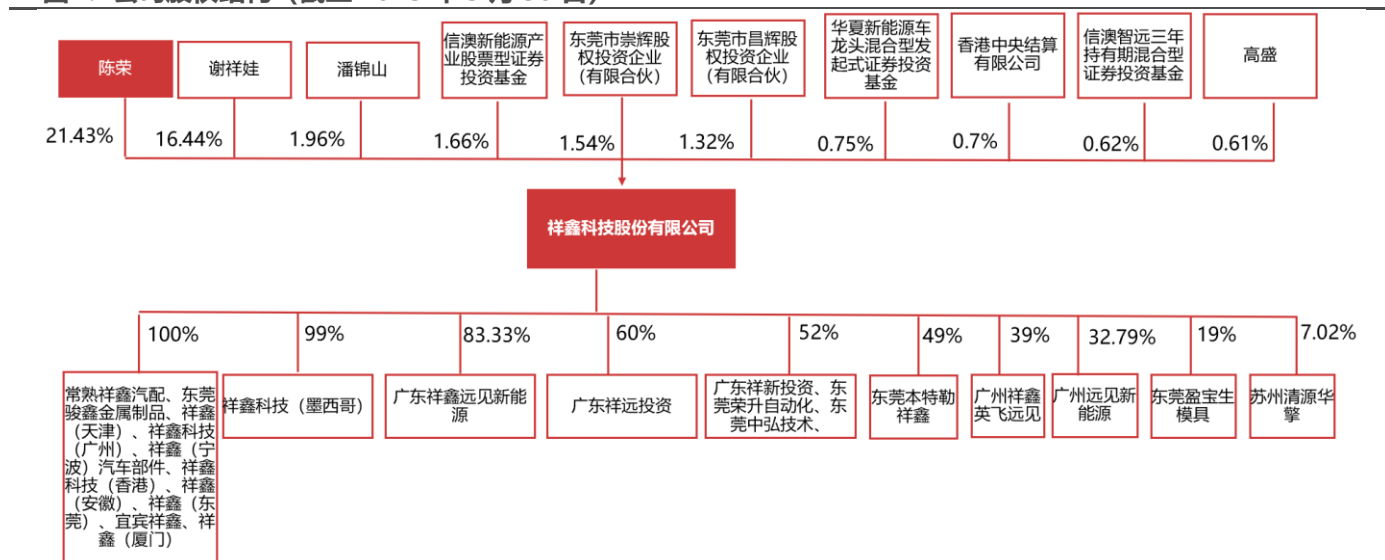 公司股权结构（截至
陈荣
谢祥娃
潘锦山
信澳新能源产
业股票型证券
投资基金
东莞市崇辉股
权投资企业
（有限合伙）
东莞市昌辉股
权投资企业
（有限合伙）
华夏新能源车
龙头混合型发
起式证券投资
基金
香港中央结算
有限公司
信澳智远三年
持有期混合型
证券投资基金
高盛
21.43%
16.44%
1.96%
1.66%
1.54%
1.32%
0.75%
0.7%
0.62%
0.61%
祥鑫科技股份有限公司
100%
99%
83.33%
60%
52%
49%
39%
32.79%
19%
7.02%
常熟祥鑫汽配、东莞
骏鑫金属制品、祥鑫
（天津）、祥鑫科技
（广州）、祥鑫（宁
波）汽车部件、祥鑫
科技（香港）、祥鑫
（安徽）、祥鑫（东
莞）、宜宾祥鑫、祥
鑫（厦门）
祥鑫科技（墨西哥）
广东祥鑫远见新能
源
广东祥远投资
广东祥新投资、东
莞荣升自动化、东
莞中弘技术、
东莞本特勒
祥鑫
广州祥鑫
英飞远见
广州远见新
能源
东莞盈宝生
模具
苏州清源华
擎